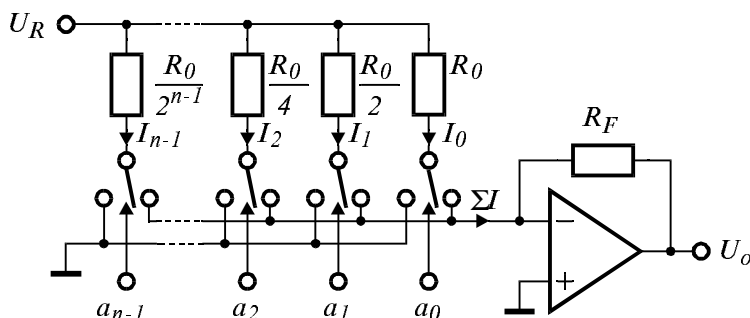 U_R
R_0 / 2^{n-1}
R_0 / 4
R_0 / 2
R_0
I_{n-1}
I_2
I_1
I_0
R_F
ΣI
−
+
U_o
a_{n-1}
a_2
a_1
a_0